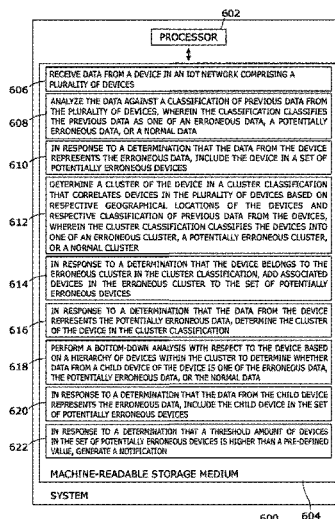 602
PROCESSOR
606
RECEIVE DATA FROM A DEVICE IN AN IOT NETWORK COMPRISING A
PLURALITY OF DEVICES
608
ANALYZE THE DATA AGAINST A CLASSIFICATION OF PREVIOUS DATA FROM
THE PLURALITY OF DEVICES, WHEREIN THE CLASSIFICATION CLASSIFIES
THE PREVIOUS DATA AS ONE OF AN ERRONEOUS DATA, A POTENTIALLY
ERRONEOUS DATA, OR A NORMAL DATA
610
IN RESPONSE TO A DETERMINATION THAT THE DATA FROM THE DEVICE
REPRESENTS THE ERRONEOUS DATA, INCLUDE THE DEVICE IN A SET OF
POTENTIALLY ERRONEOUS DEVICES
612
DETERMINE A CLUSTER OF THE DEVICE IN A CLUSTER CLASSIFICATION
THAT CORRELATES DEVICES IN THE PLURALITY OF DEVICES BASED ON
RESPECTIVE GEOGRAPHICAL LOCATIONS OF THE DEVICES AND
RESPECTIVE CLASSIFICATION OF PREVIOUS DATA FROM THE DEVICES,
WHEREIN THE CLUSTER CLASSIFICATION CLASSIFIES THE DEVICES INTO
ONE OF AN ERRONEOUS CLUSTER, A POTENTIALLY ERRONEOUS CLUSTER,
OR A NORMAL CLUSTER
614
IN RESPONSE TO A DETERMINATION THAT THE DEVICE BELONGS TO THE
ERRONEOUS CLUSTER IN THE CLUSTER CLASSIFICATION, ADD ASSOCIATED
DEVICES IN THE ERRONEOUS CLUSTER TO THE SET OF POTENTIALLY
ERRONEOUS DEVICES
616
IN RESPONSE TO A DETERMINATION THAT THE DATA FROM THE DEVICE
REPRESENTS THE POTENTIALLY ERRONEOUS DATA, DETERMINE THE CLUSTER
OF THE DEVICE IN THE CLUSTER CLASSIFICATION
618
PERFORM A BOTTOM-DOWN ANALYSIS WITH RESPECT TO THE DEVICE
BASED ON A HIERARCHY OF DEVICES WITHIN THE CLUSTER TO DETERMINE WHETHER
DATA FROM A CHILD DEVICE OF THE DEVICE IS ONE OF THE ERRONEOUS DATA,
THE POTENTIALLY ERRONEOUS DATA, OR THE NORMAL DATA
620
IN RESPONSE TO A DETERMINATION THAT THE DATA FROM THE CHILD DEVICE
REPRESENTS THE ERRONEOUS DATA, INCLUDE THE CHILD DEVICE IN THE SET
OF POTENTIALLY ERRONEOUS DEVICES
622
IN RESPONSE TO A DETERMINATION THAT A THRESHOLD AMOUNT OF DEVICES
IN THE SET OF POTENTIALLY ERRONEOUS DEVICES IS HIGHER THAN A PRE-DEFINED
VALUE, GENERATE A NOTIFICATION
MACHINE-READABLE STORAGE MEDIUM
SYSTEM
600
604